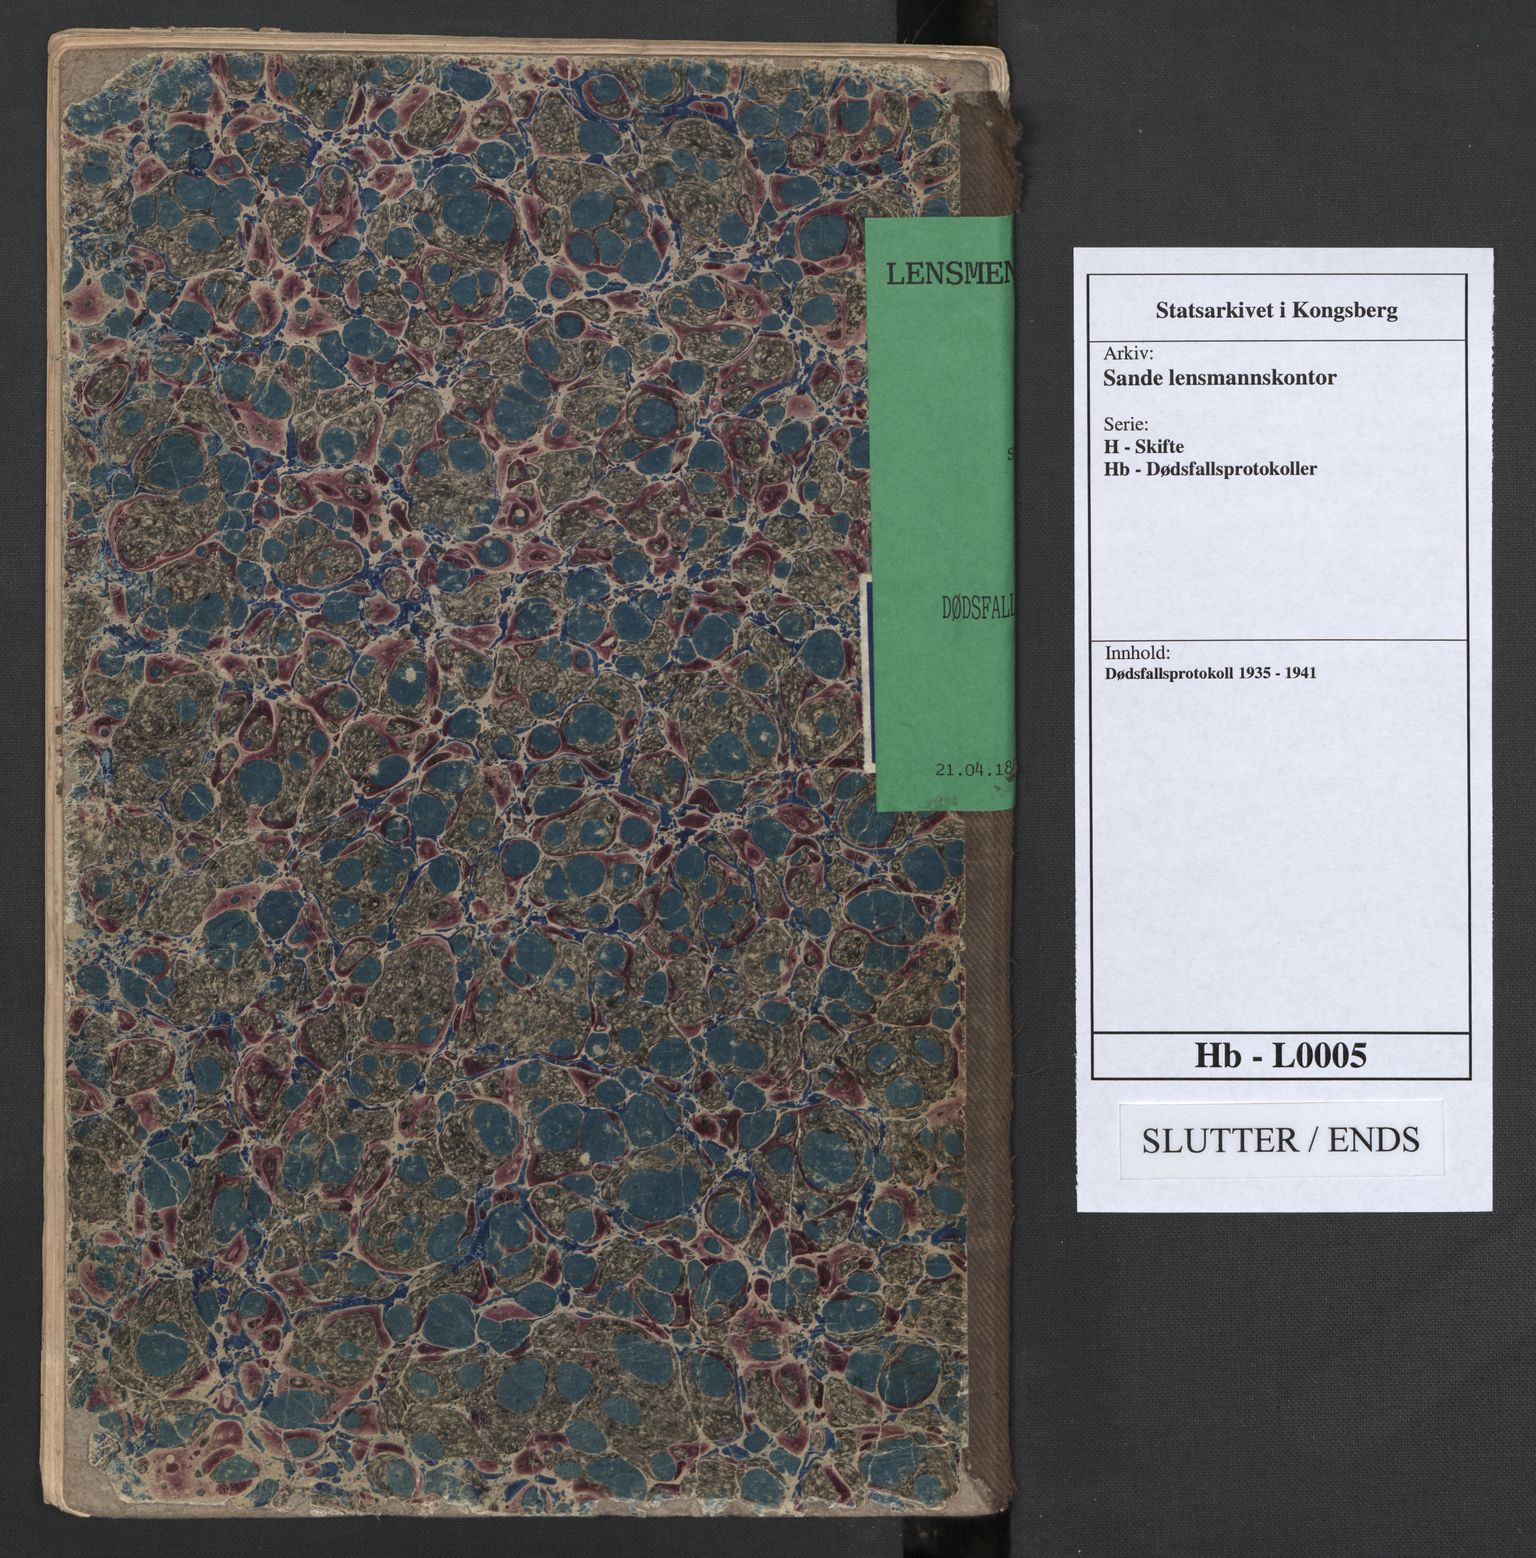 LENSMEN
S
DØDSFALL
21.04.18
Statsarkivet i Kongsberg
Arkiv:
Sande lensmannskontor
Serie:
H - Skifte
Hb - Dødsfallsprotokoller
Innhold:
Dødsfallsprotokoll 1935 - 1941
Hb - L0005
SLUTTER / ENDS